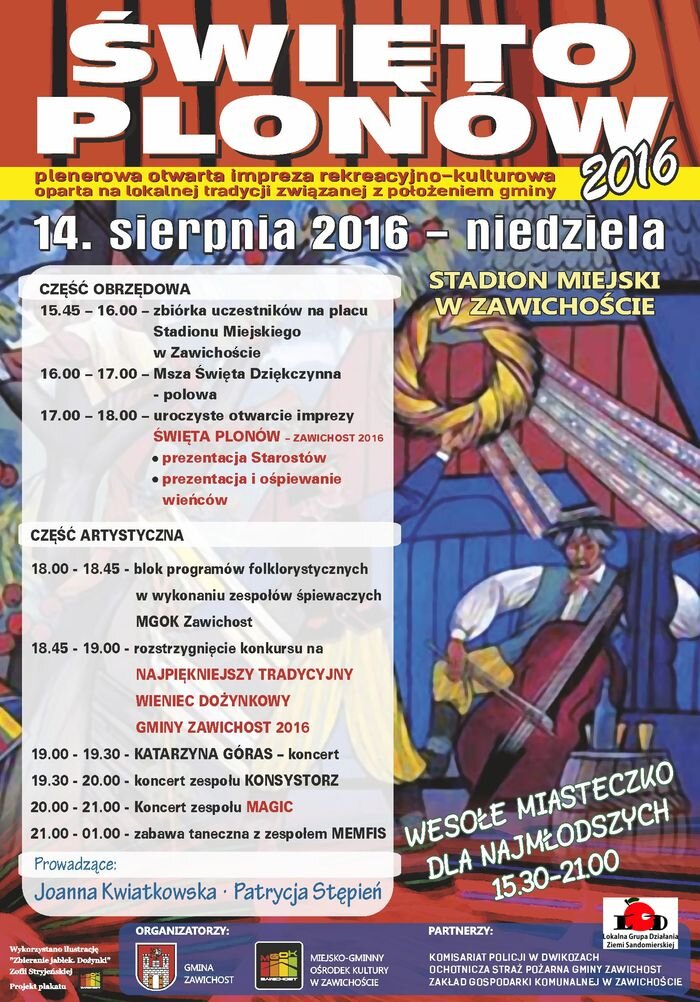 ŚWIĘTO
PLONÓW
2016
plenerowa otwarta impreza rekreacyjno-kulturowa
oparta na lokalnej tradycji związanej z położeniem gminy
14. sierpnia 2016 – niedziela
STADION MIEJSKI
W ZAWICHOŚCIE
CZĘŚĆ OBRZĘDOWA
15.45 – 16.00 – zbiórka uczestników na placu
Stadionu Miejskiego
w Zawichoście
16.00 – 17.00 – Msza Święta Dziękczynna
- polowa
17.00 – 18.00 – uroczyste otwarcie imprezy
ŚWIĘTA PLONÓW – ZAWICHOST 2016
• prezentacja Starostów
• prezentacja i ośpiewanie
wieńców
CZĘŚĆ ARTYSTYCZNA
18.00 - 18.45 - blok programów folklorystycznych
w wykonaniu zespołów śpiewaczych
MGOK Zawichost
18.45 - 19.00 - rozstrzygnięcie konkursu na
NAJPIĘKNIEJSZY TRADYCYJNY
WIENIEC DOŻYNKOWY
GMINY ZAWICHOST 2016
19.00 - 19.30 - KATARZYNA GÓRAS – koncert
19.30 - 20.00 - koncert zespołu KONSYSTORZ
20.00 - 21.00 - Koncert zespołu MAGIC
21.00 - 01.00 - zabawa taneczna z zespołem MEMFIS
WESOŁE MIASTECZKO
DLA NAJMŁODSZYCH
15.30-21.00
Prowadzące:
Joanna Kwiatkowska · Patrycja Stępień
LGD
Lokalna Grupa Działania
Ziemi Sandomierskiej
Wykorzystano ilustrację
"Zbieranie jabłek. Dożynki"
Zofii Stryjeńskiej
Projekt plakatu
ORGANIZATORZY:
GMINA
ZAWICHOST
MGOK
ZAWICHOST
MIEJSKO-GMINNY
OŚRODEK KULTURY
W ZAWICHOŚCIE
PARTNERZY:
KOMISARIAT POLICJI W DWIKOZACH
OCHOTNICZA STRAŻ POŻARNA GMINY ZAWICHOST
ZAKŁAD GOSPODARKI KOMUNALNEJ W ZAWICHOŚCIE